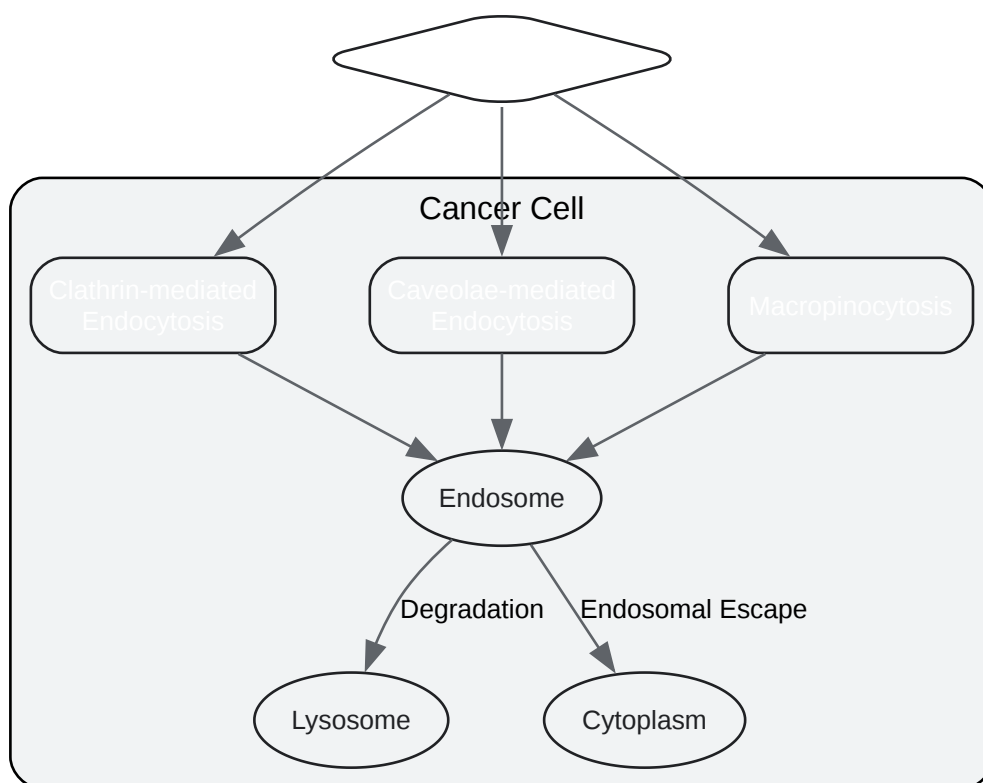 Cancer Cell
Clathrin-mediated
Endocytosis
Caveolae-mediated
Endocytosis
Macropinocytosis
Endosome
Degradation
Endosomal Escape
Lysosome
Cytoplasm